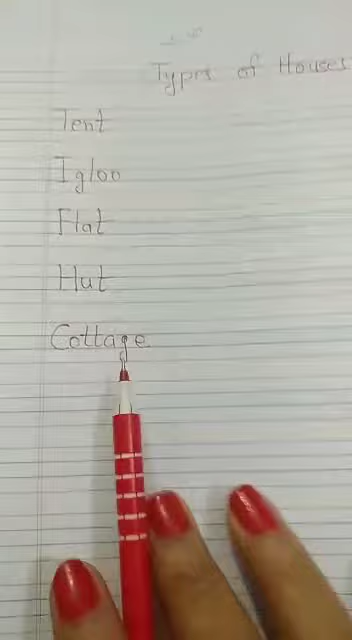 Types of Houses
Tent
Igloo
Flat
Hut
Cottage